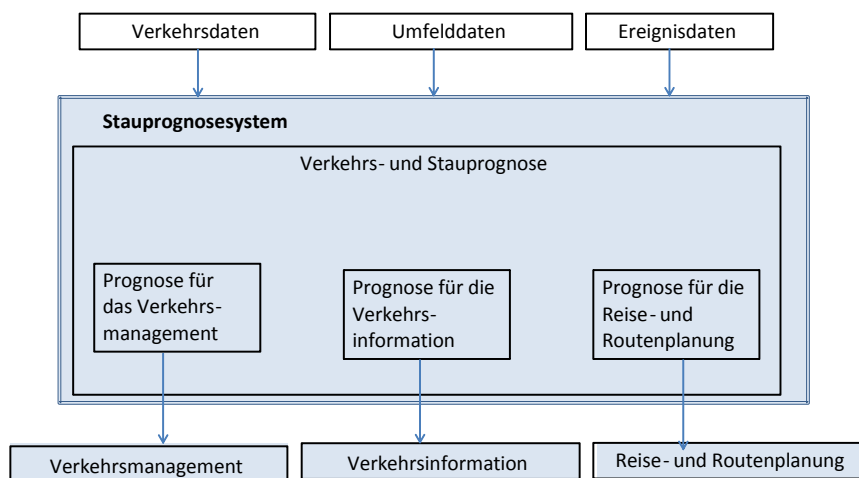 Verkehrsdaten
Umfelddaten
Ereignisdaten
Stauprognosesystem
Verkehrs- und Stauprognose
Prognose für
das Verkehrs-
management
Prognose für die
Verkehrs-
information
Prognose für die
Reise- und
Routenplanung
Verkehrsmanagement
Verkehrsinformation
Reise- und Routenplanung